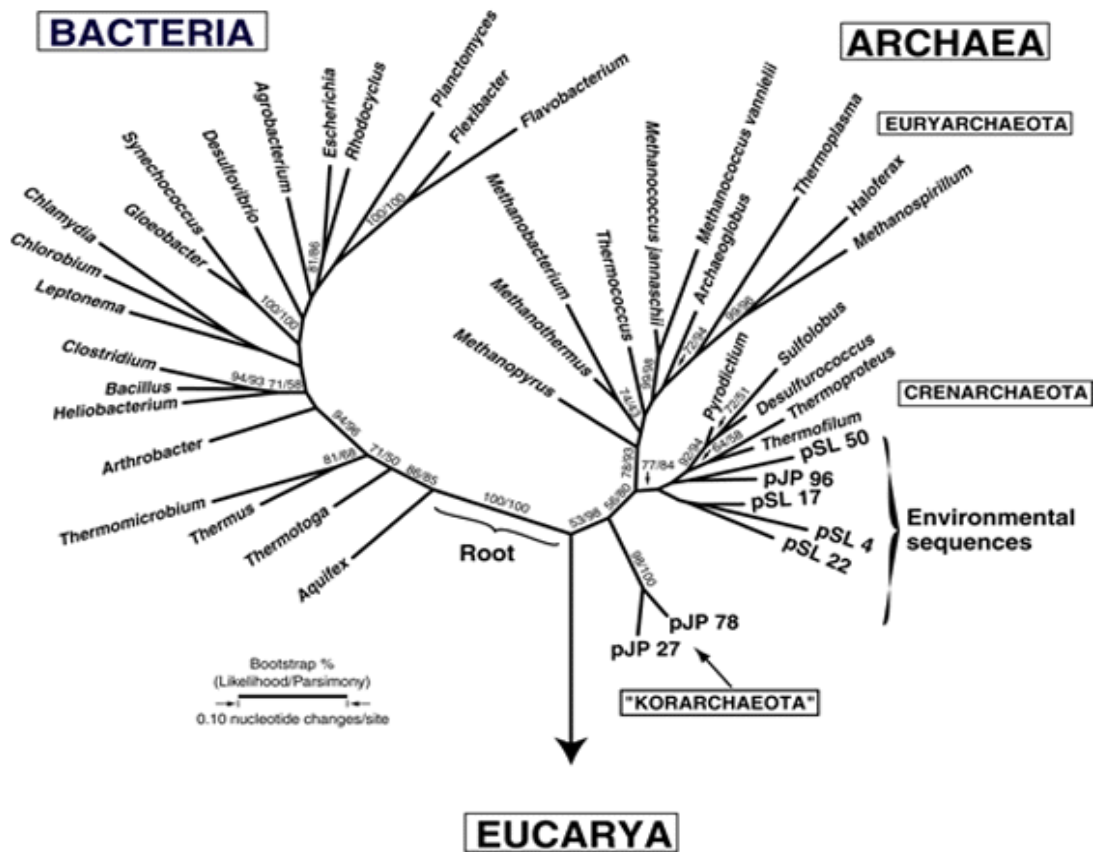 BACTERIA
ARCHAEA
EURYARCHAEOTA
CRENARCHAEOTA
Planctomyces
Flexibacter
Flavobacterium
Escherichia
Rhodocyclus
Agrobacterium
Desulfovibrio
Synechococcus
Gloeobacter
Chlamydia
Chlorobium
Leptonema
Clostridium
Bacillus
Heliobacterium
Arthrobacter
Thermomicrobium
Thermus
Thermotoga
Aquifex
100/100
81/86
100/100
94/93
71/58
94/96
81/68
71/50
86/85
100/100
Root
Methanopyrus
Methanothermus
Methanobacterium
Thermococcus
Methanococcus jannaschii
Methanococcus vannielii
Archaeoglobus
Thermoplasma
Haloferax
Methanospirillum
Pyrodictium
Sulfolobus
Desulfurococcus
Thermoproteus
Thermofilum
pSL 50
pJP 96
pSL 17
pSL 4
pSL 22
Environmental
sequences
74/43
99/98
72/94
99/96
78/93
77/84
92/94
72/51
64/58
53/98
56/80
98/100
pJP 78
pJP 27
"KORARCHAEOTA"
Bootstrap %
(Likelihood/Parsimony)
0.10 nucleotide changes/site
EUCARYA